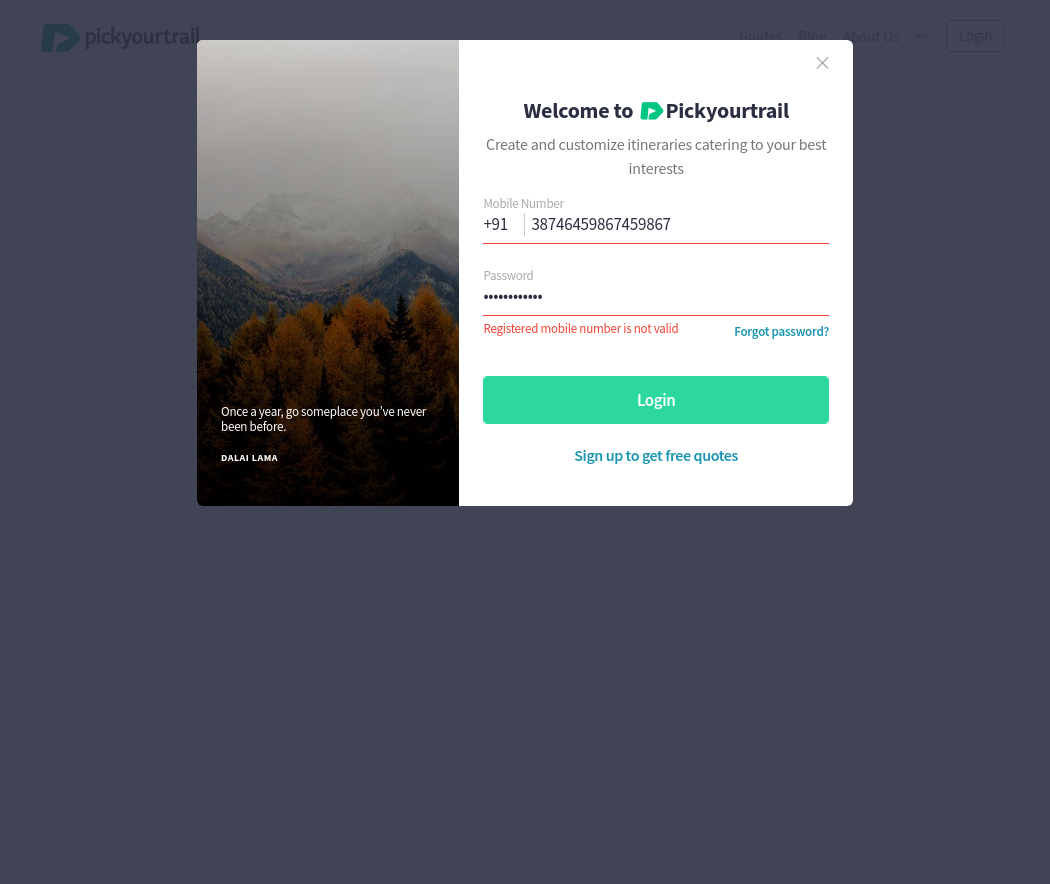 pickyourtrail
Guides Blog About Us ••• Login
Welcome to Pickyourtrail
Create and customize itineraries catering to your best
interests
Mobile Number
+91 38746459867459867
Password
••••••••••••
Registered mobile number is not valid
Forgot password?
Login
Sign up to get free quotes
Once a year, go someplace you've never
been before.
DALAI LAMA